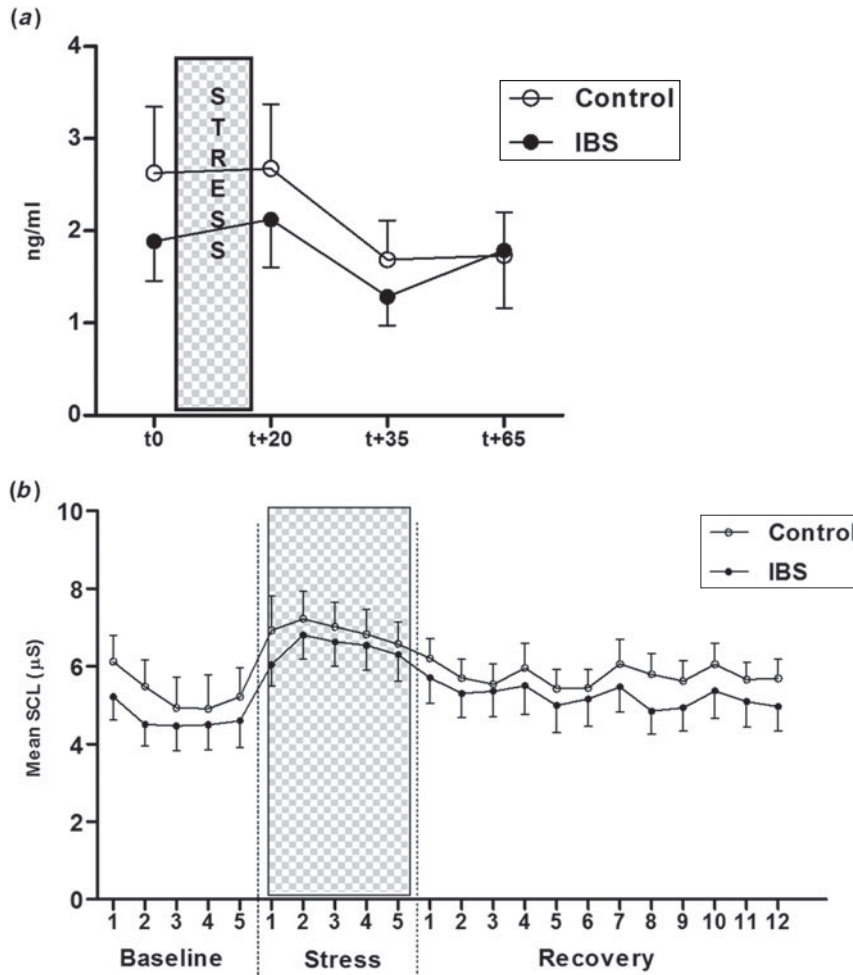 (a)
4
3
2
1
0
ng/ml
STRESS
Control
IBS
t0 t+20 t+35 t+65
(b)
10
8
6
4
2
0
Mean SCL (µS)
Control
IBS
1 2 3 4 5 1 2 3 4 5 1 2 3 4 5 6 7 8 9 10 11 12
Baseline Stress Recovery